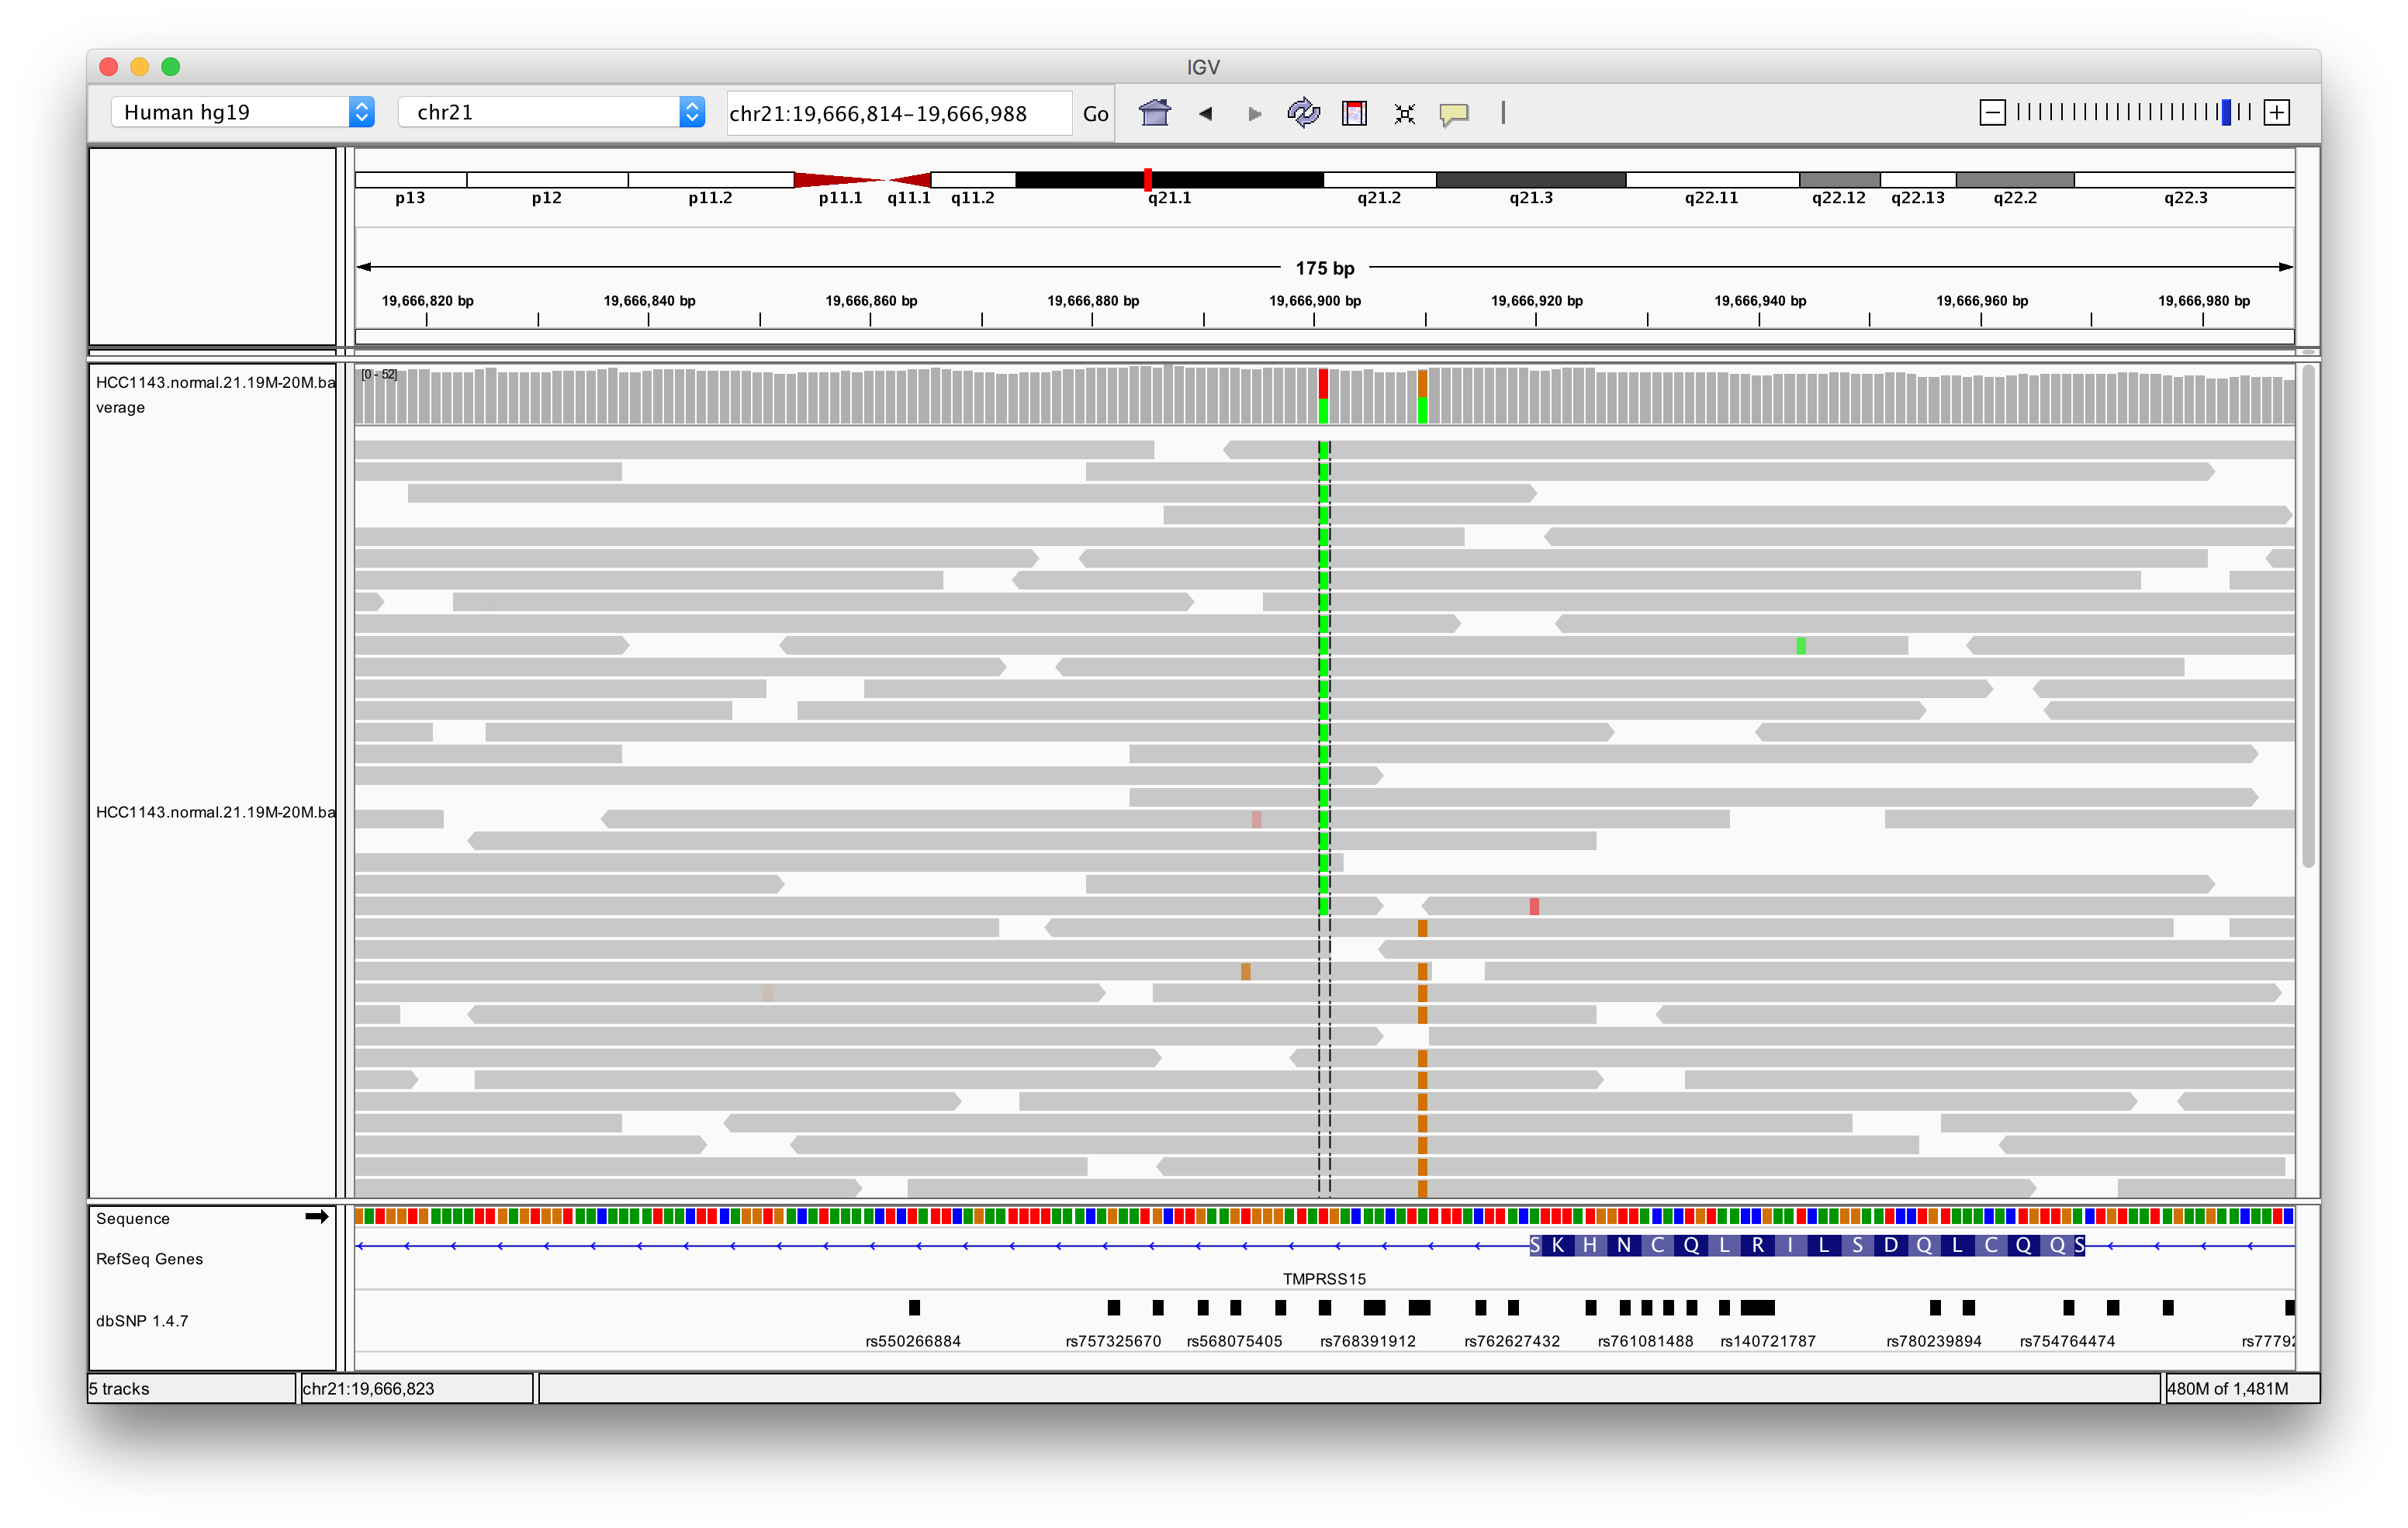 IGV
Human hg19 chr21 chr21:19,666,814-19,666,988 Go
p13 p12 p11.2 p11.1 q11.1 q11.2 q21.1 q21.2 q21.3 q22.11 q22.12 q22.13 q22.2 q22.3
175 bp
19,666,820 bp 19,666,840 bp 19,666,860 bp 19,666,880 bp 19,666,900 bp 19,666,920 bp 19,666,940 bp 19,666,960 bp 19,666,980 bp
HCC1143.normal.21.19M-20M.ba [0 - 52]
verage
HCC1143.normal.21.19M-20M.ba
Sequence
RefSeq Genes S K H N C Q L R I L S D Q L C Q Q S
TMPRSS15
dbSNP 1.4.7
rs550266884 rs757325670 rs568075405 rs768391912 rs762627432 rs761081488 rs140721787 rs780239894 rs754764474 rs7779
5 tracks chr21:19,666,823 480M of 1,481M